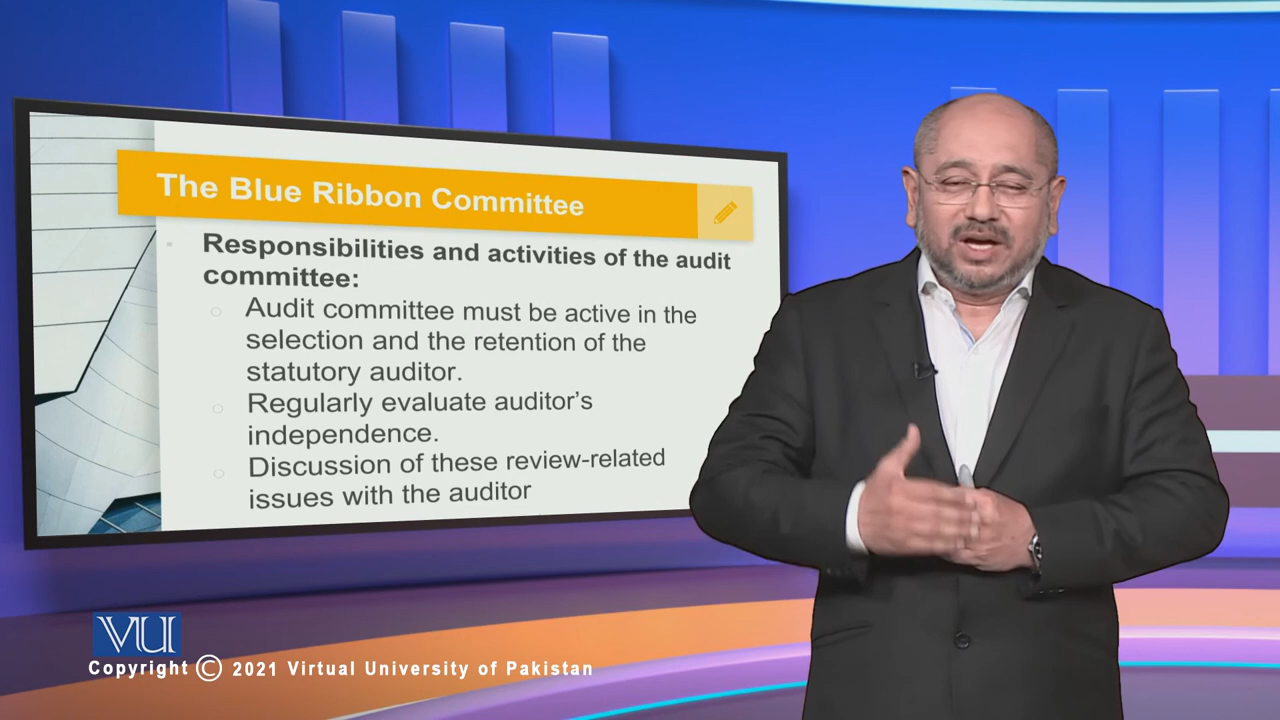 The Blue Ribbon Committee
Responsibilities and activities of the audit
committee:
Audit committee must be active in the
selection and the retention of the
statutory auditor.
Regularly evaluate auditor's
independence.
Discussion of these review-related
issues with the auditor
VU
Copyright © 2021 Virtual University of Pakistan